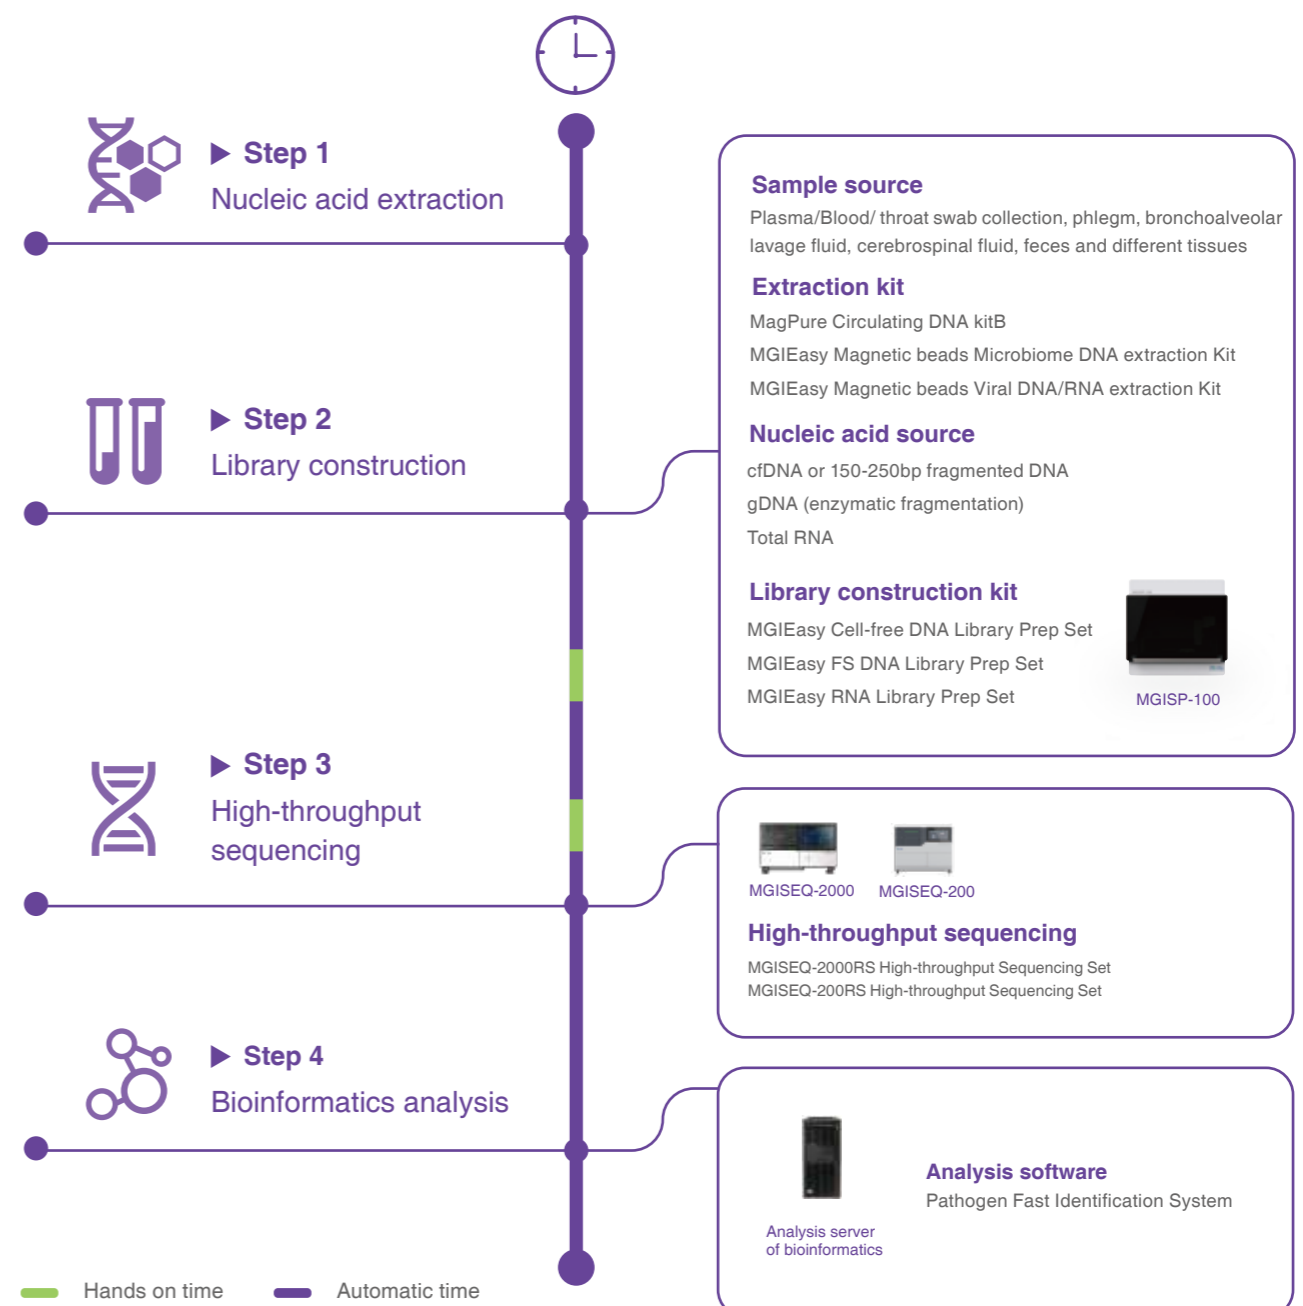 Step 1
Nucleic acid extraction
Step 2
Library construction
Step 3
High-throughput
sequencing
Step 4
Bioinformatics analysis
Hands on time
Automatic time
Sample source
Plasma/Blood/ throat swab collection, phlegm, bronchoalveolar
lavage fluid, cerebrospinal fluid, feces and different tissues
Extraction kit
MagPure Circulating DNA kitB
MGIEasy Magnetic beads Microbiome DNA extraction Kit
MGIEasy Magnetic beads Viral DNA/RNA extraction Kit
Nucleic acid source
cfDNA or 150-250bp fragmented DNA
gDNA (enzymatic fragmentation)
Total RNA
Library construction kit
MGIEasy Cell-free DNA Library Prep Set
MGIEasy FS DNA Library Prep Set
MGIEasy RNA Library Prep Set
MGISP-100
MGISEQ-2000
MGISEQ-200
High-throughput sequencing
MGISEQ-2000RS High-throughput Sequencing Set
MGISEQ-200RS High-throughput Sequencing Set
Analysis server
of bioinformatics
Analysis software
Pathogen Fast Identification System